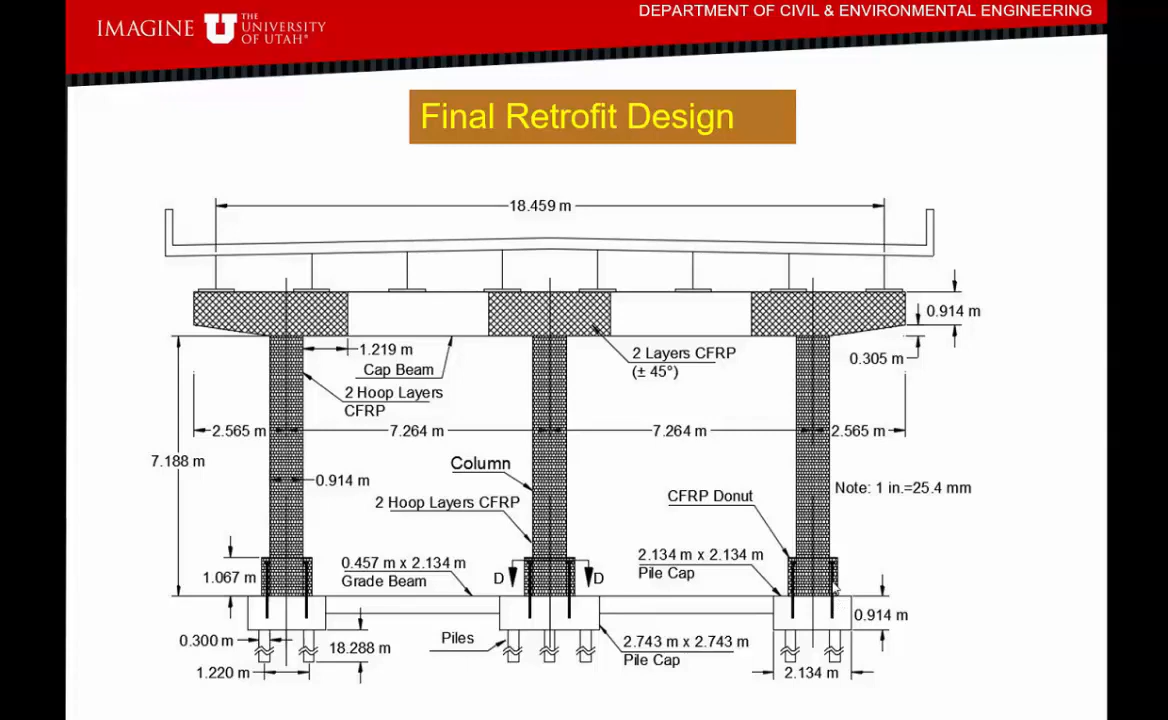 DEPARTMENT OF CIVIL & ENVIRONMENTAL ENGINEERING
IMAGINE U THE
UNIVERSITY
OF UTAH®
Final Retrofit Design
18.459 m
0.914 m
0.305 m
1.219 m
Cap Beam
2 Layers CFRP
(± 45°)
2 Hoop Layers
CFRP
2.565 m
7.264 m
7.264 m
2.565 m
7.188 m
0.914 m
Column
2 Hoop Layers CFRP
CFRP Donut
Note: 1 in.=25.4 mm
1.067 m
0.457 m x 2.134 m
Grade Beam
D
D
2.134 m x 2.134 m
Pile Cap
0.914 m
0.300 m
18.288 m
Piles
2.743 m x 2.743 m
Pile Cap
1.220 m
2.134 m